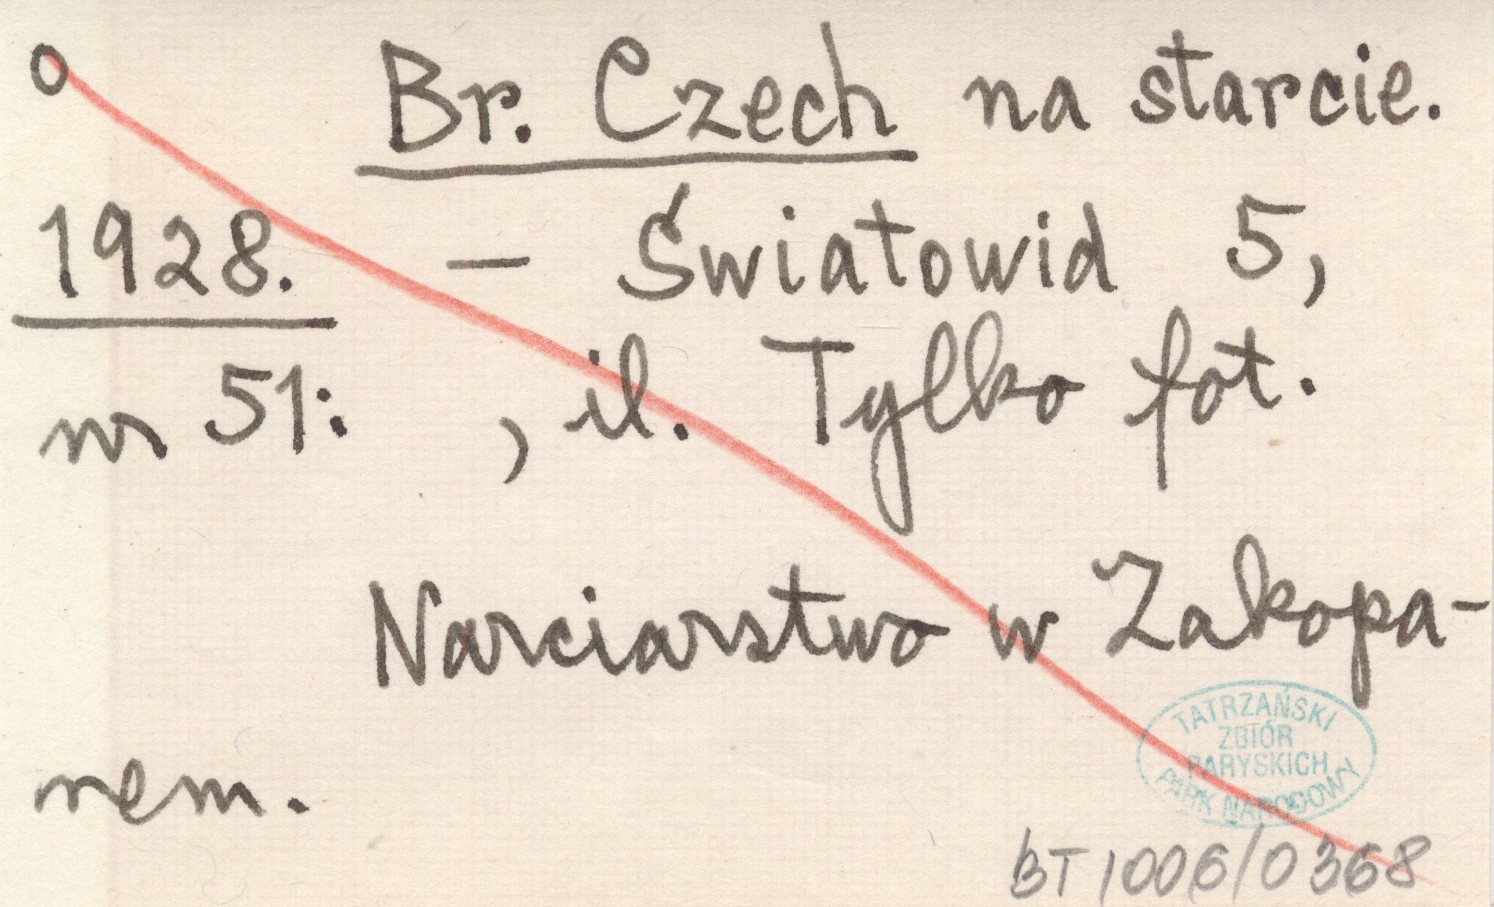 o Br. Czech na starcie.
1928. – Światowid 5,
nr 51: , il. Tylko fot.
Narciarstwo w Zakopa-
nem.
TATRZAŃSKI
ZBIÓR
PARYSKICH
PARK NARODOWY
BT 1006/0368